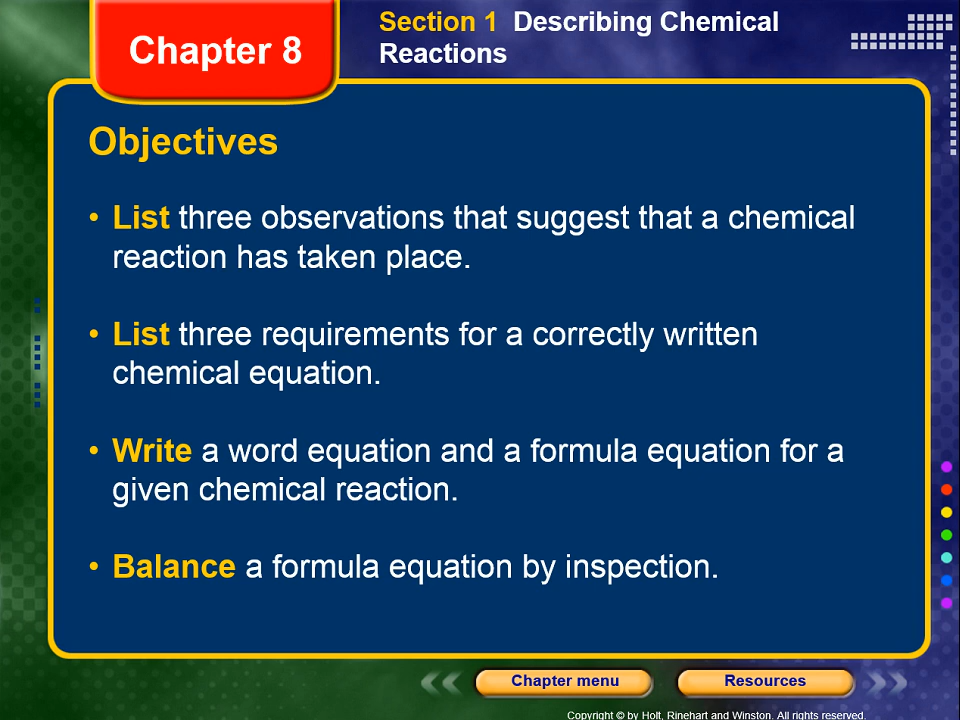 Chapter 8
Section 1  Describing Chemical
Reactions
Objectives
• List three observations that suggest that a chemical
reaction has taken place.
• List three requirements for a correctly written
chemical equation.
• Write a word equation and a formula equation for a
given chemical reaction.
• Balance a formula equation by inspection.
Chapter menu
Resources
Copyright © by Holt, Rinehart and Winston. All rights reserved.